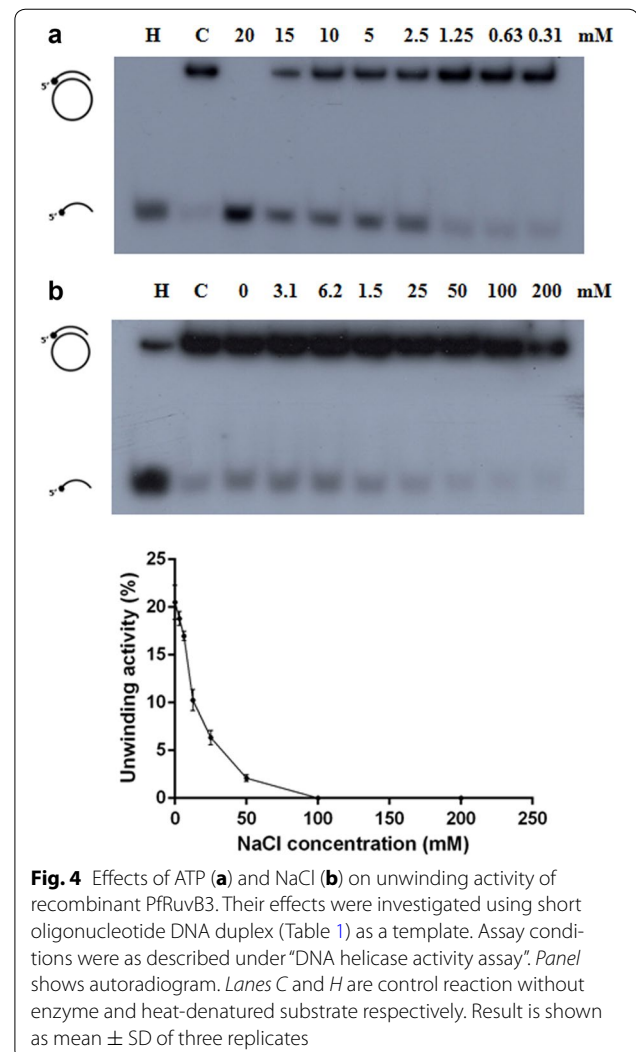 a
H C 20 15 10 5 2.5 1.25 0.63 0.31 mM
5'
5'
b
H C 0 3.1 6.2 1.5 25 50 100 200 mM
5'
5'
25
20
15
10
5
0
Unwinding activity (%)
0 50 100 150 200 250
NaCl concentration (mM)
Fig. 4 Effects of ATP (a) and NaCl (b) on unwinding activity of
recombinant PfRuvB3. Their effects were investigated using short
oligonucleotide DNA duplex (Table 1) as a template. Assay condi-
tions were as described under “DNA helicase activity assay”. Panel
shows autoradiogram. Lanes C and H are control reaction without
enzyme and heat-denatured substrate respectively. Result is shown
as mean ± SD of three replicates